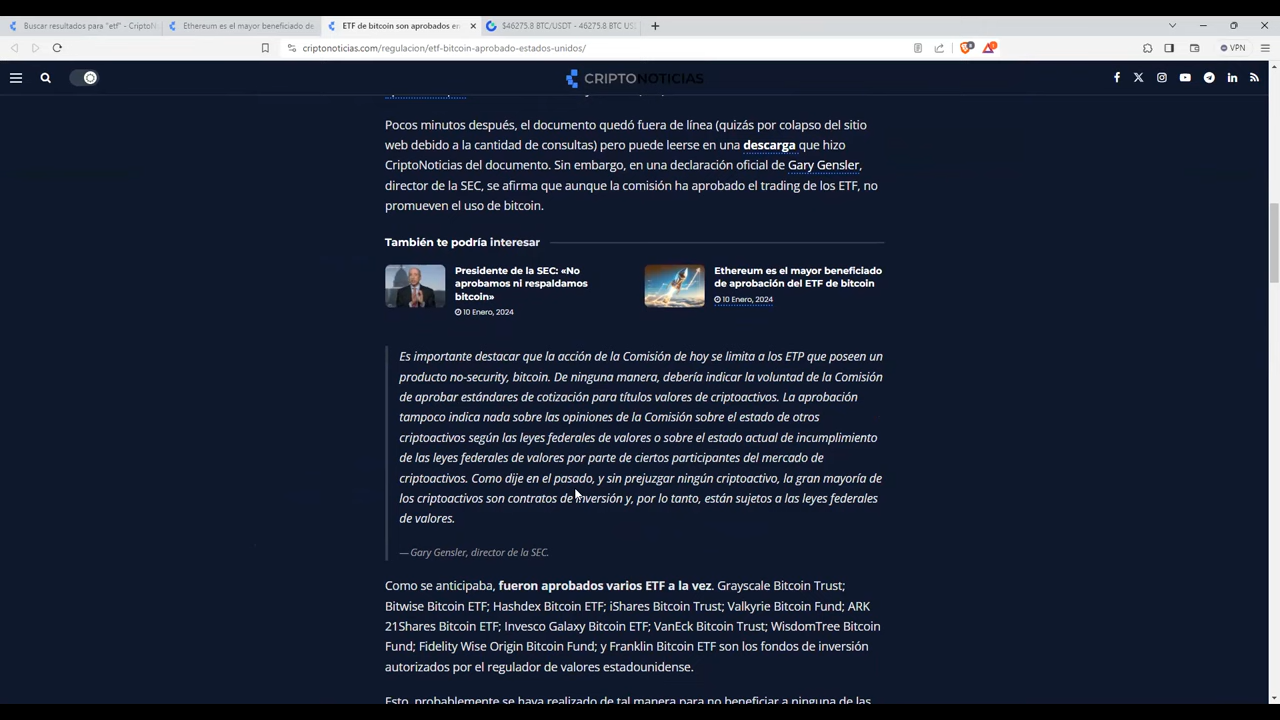 Buscar resultados para "etf" - CriptoN
Ethereum es el mayor beneficiado de
ETF de bitcoin son aprobados en
$46275.8 BTC/USDT - 46275.8 BTC US
criptonoticias.com/regulacion/etf-bitcoin-aprobado-estados-unidos/
VPN
CRIPTONOTICIAS
Pocos minutos después, el documento quedó fuera de línea (quizás por colapso del sitio
web debido a la cantidad de consultas) pero puede leerse en una descarga que hizo
CriptoNoticias del documento. Sin embargo, en una declaración oficial de Gary Gensler,
director de la SEC, se afirma que aunque la comisión ha aprobado el trading de los ETF, no
promueven el uso de bitcoin.
También te podría interesar
Presidente de la SEC: «No
aprobamos ni respaldamos
bitcoin»
10 Enero, 2024
Ethereum es el mayor beneficiado
de aprobación del ETF de bitcoin
10 Enero, 2024
Es importante destacar que la acción de la Comisión de hoy se limita a los ETP que poseen un
producto no-security, bitcoin. De ninguna manera, debería indicar la voluntad de la Comisión
de aprobar estándares de cotización para títulos valores de criptoactivos. La aprobación
tampoco indica nada sobre las opiniones de la Comisión sobre el estado de otros
criptoactivos según las leyes federales de valores o sobre el estado actual de incumplimiento
de las leyes federales de valores por parte de ciertos participantes del mercado de
criptoactivos. Como dije en el pasado, y sin prejuzgar ningún criptoactivo, la gran mayoría de
los criptoactivos son contratos de inversión y, por lo tanto, están sujetos a las leyes federales
de valores.
— Gary Gensler, director de la SEC.
Como se anticipaba, fueron aprobados varios ETF a la vez. Grayscale Bitcoin Trust;
Bitwise Bitcoin ETF; Hashdex Bitcoin ETF; iShares Bitcoin Trust; Valkyrie Bitcoin Fund; ARK
21Shares Bitcoin ETF; Invesco Galaxy Bitcoin ETF; VanEck Bitcoin Trust; WisdomTree Bitcoin
Fund; Fidelity Wise Origin Bitcoin Fund; y Franklin Bitcoin ETF son los fondos de inversión
autorizados por el regulador de valores estadounidense.
Esto, probablemente se haya realizado de tal manera para no beneficiar a ninguna de las